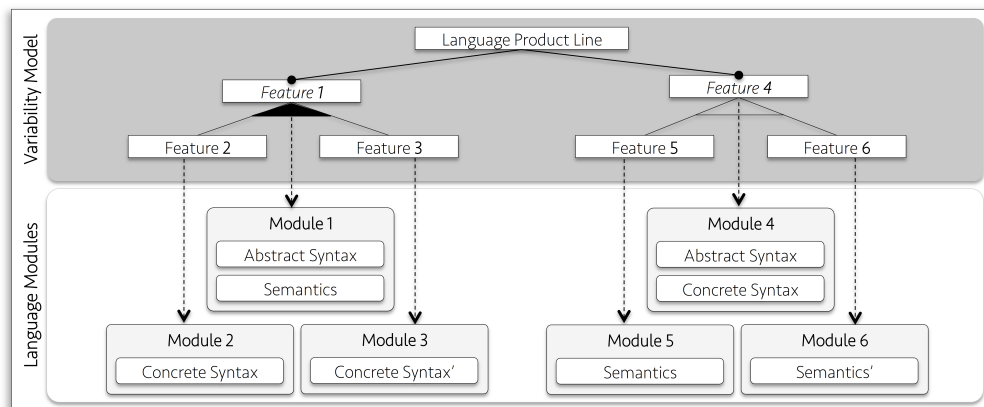 Variability Model
Language Product Line
Feature 1
Feature 4
Feature 2
Feature 3
Feature 5
Feature 6
Language Modules
Module 1
Abstract Syntax
Semantics
Module 4
Abstract Syntax
Concrete Syntax
Module 2
Concrete Syntax
Module 3
Concrete Syntax′
Module 5
Semantics
Module 6
Semantics′